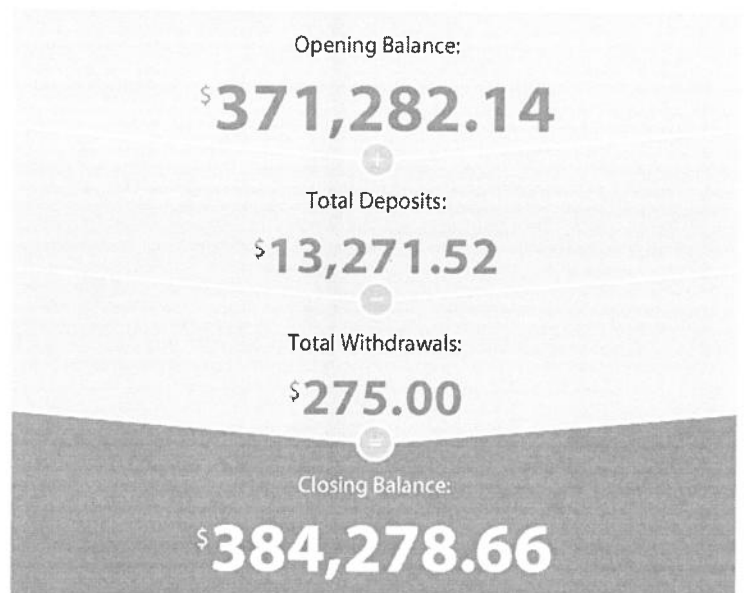 Opening Balance:
$371,282.14
+
Total Deposits:
$13,271.52
-
Total Withdrawals:
$275.00
=
Closing Balance:
$384,278.66